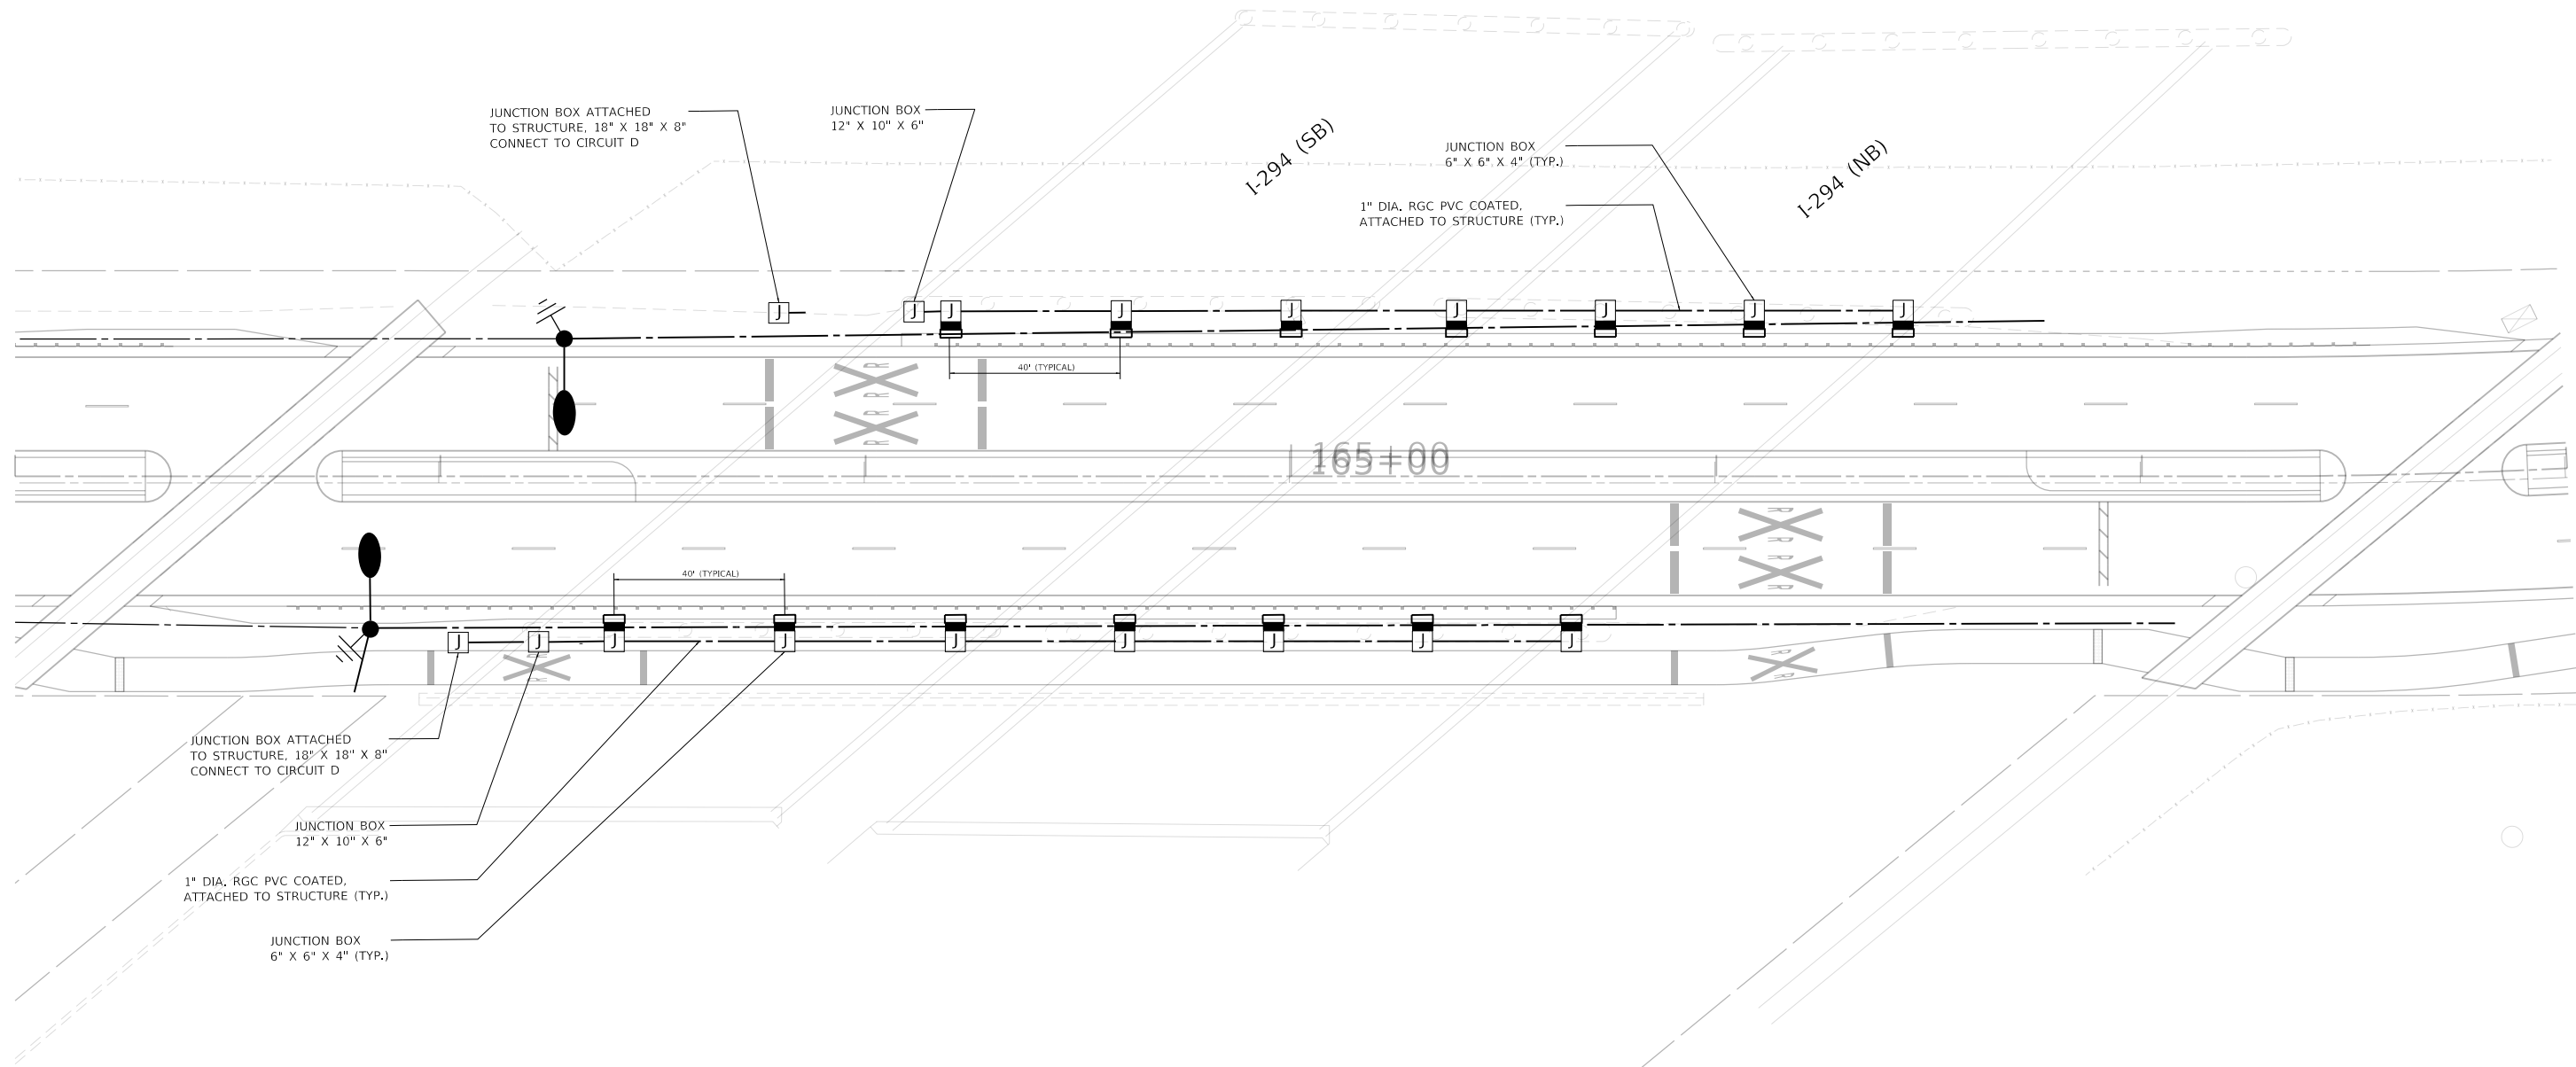 JUNCTION BOX ATTACHED
TO STRUCTURE, 18" X 18" X 8"
CONNECT TO CIRCUIT D
JUNCTION BOX
12" X 10" X 6"
I-294 (SB)
JUNCTION BOX
6" X 6" X 4" (TYP.)
1" DIA. RGC PVC COATED,
ATTACHED TO STRUCTURE (TYP.)
I-294 (NB)
J J J J J J J J J
40' (TYPICAL)
R R
R R
165+00
R R
R R
40' (TYPICAL)
J J J J J J J J J
R R
R R
JUNCTION BOX ATTACHED
TO STRUCTURE, 18" X 18" X 8"
CONNECT TO CIRCUIT D
JUNCTION BOX
12" X 10" X 6"
1" DIA. RGC PVC COATED,
ATTACHED TO STRUCTURE (TYP.)
JUNCTION BOX
6" X 6" X 4" (TYP.)